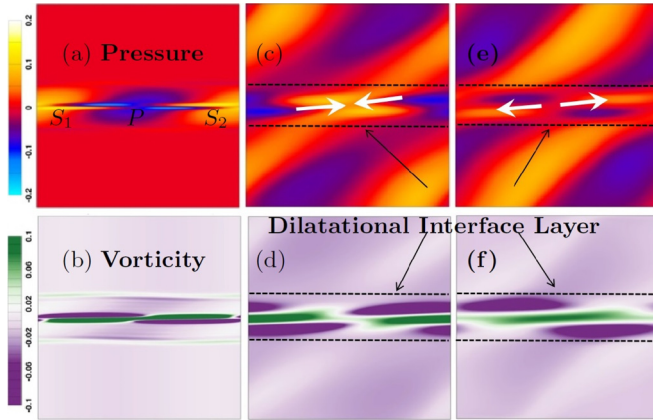 0.2
0.1
0
-0.1
-0.2
(a) Pressure
S1 P S2
(c)
(e)
Dilatational Interface Layer
0.1
0.06
0.02
-0.02
-0.06
-0.1
(b) Vorticity
(d)
(f)